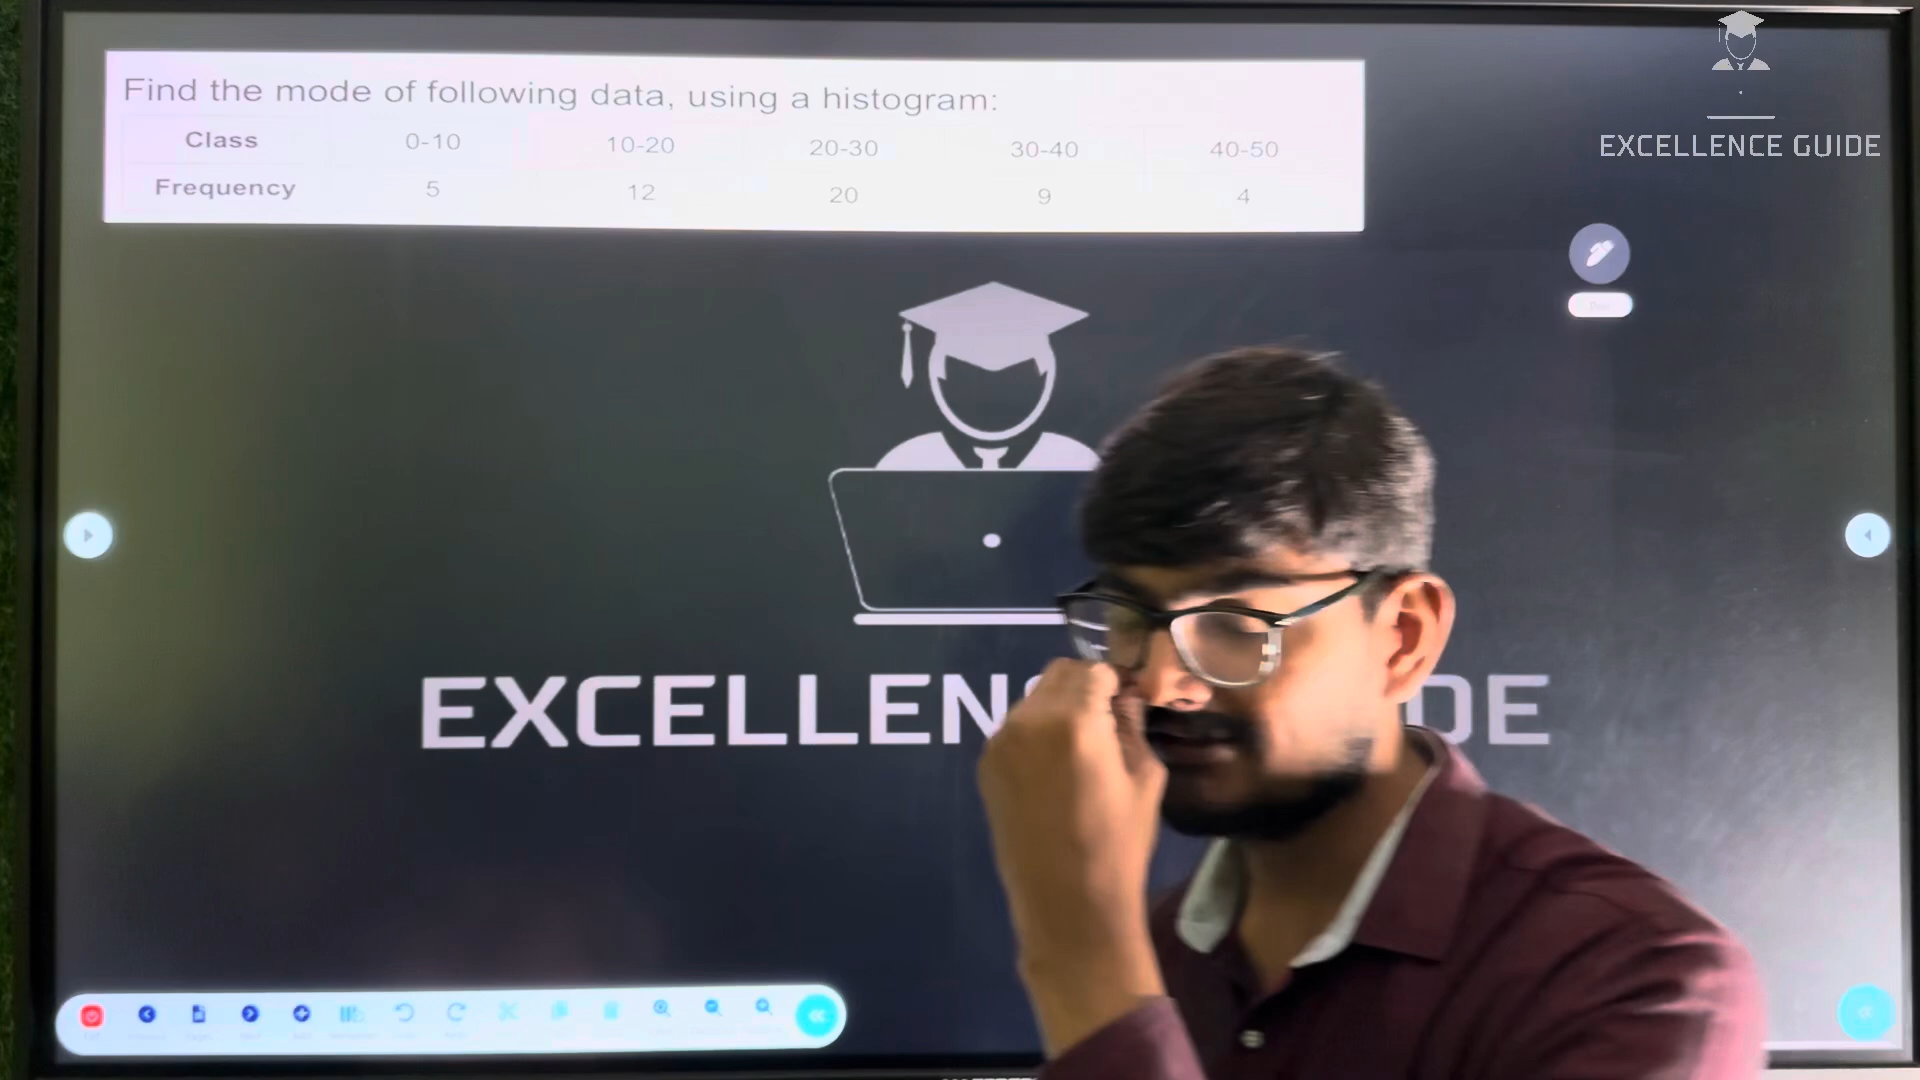 Find the mode of following data, using a histogram:
Class 0-10 10-20 20-30 30-40 40-50
Frequency 5 12 20 9 4
EXCELLENCE GUIDE
EXCELLEN DE